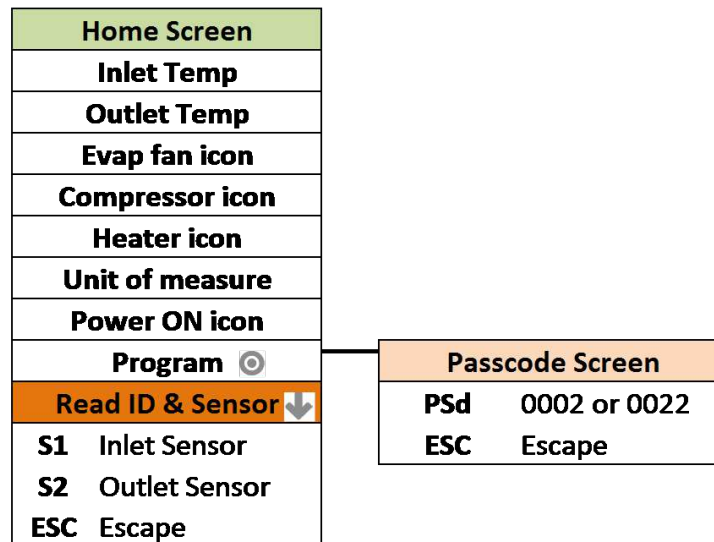 Home Screen
Inlet Temp
Outlet Temp
Evap fan icon
Compressor icon
Heater icon
Unit of measure
Power ON icon
Program
Read ID & Sensor
S1 Inlet Sensor
S2 Outlet Sensor
ESC Escape
Passcode Screen
PSd 0002 or 0022
ESC Escape